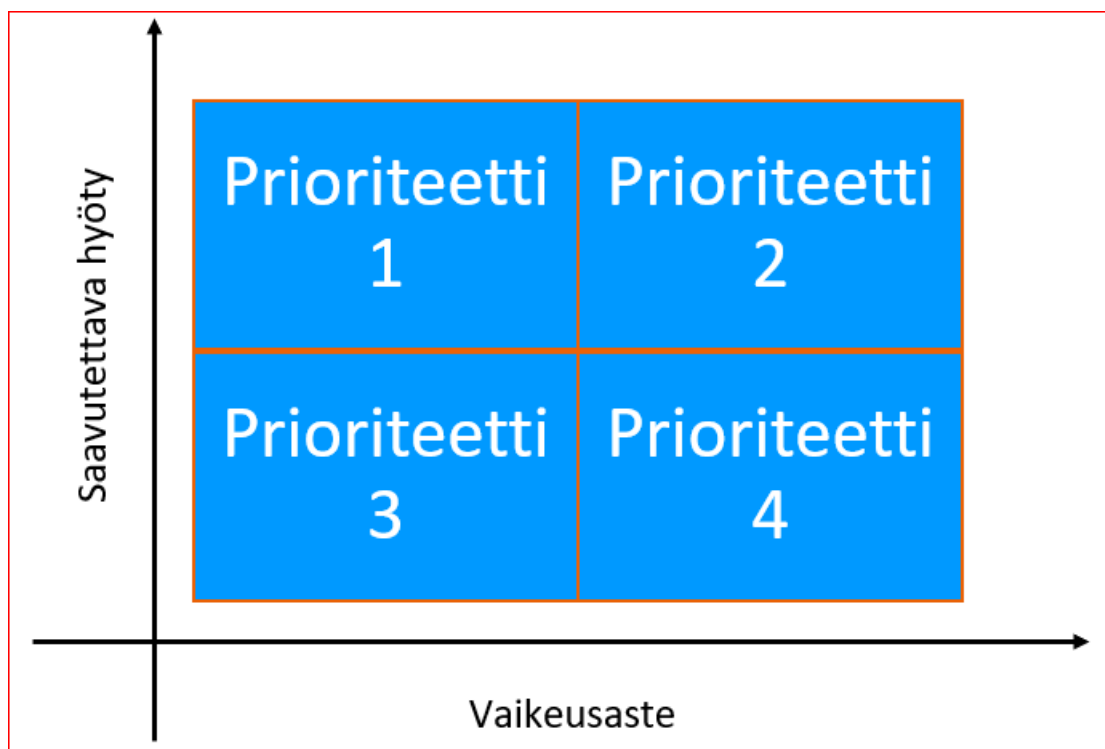 Saavutettava hyöty
Prioriteetti
1
Prioriteetti
2
Prioriteetti
3
Prioriteetti
4
Vaikeusaste